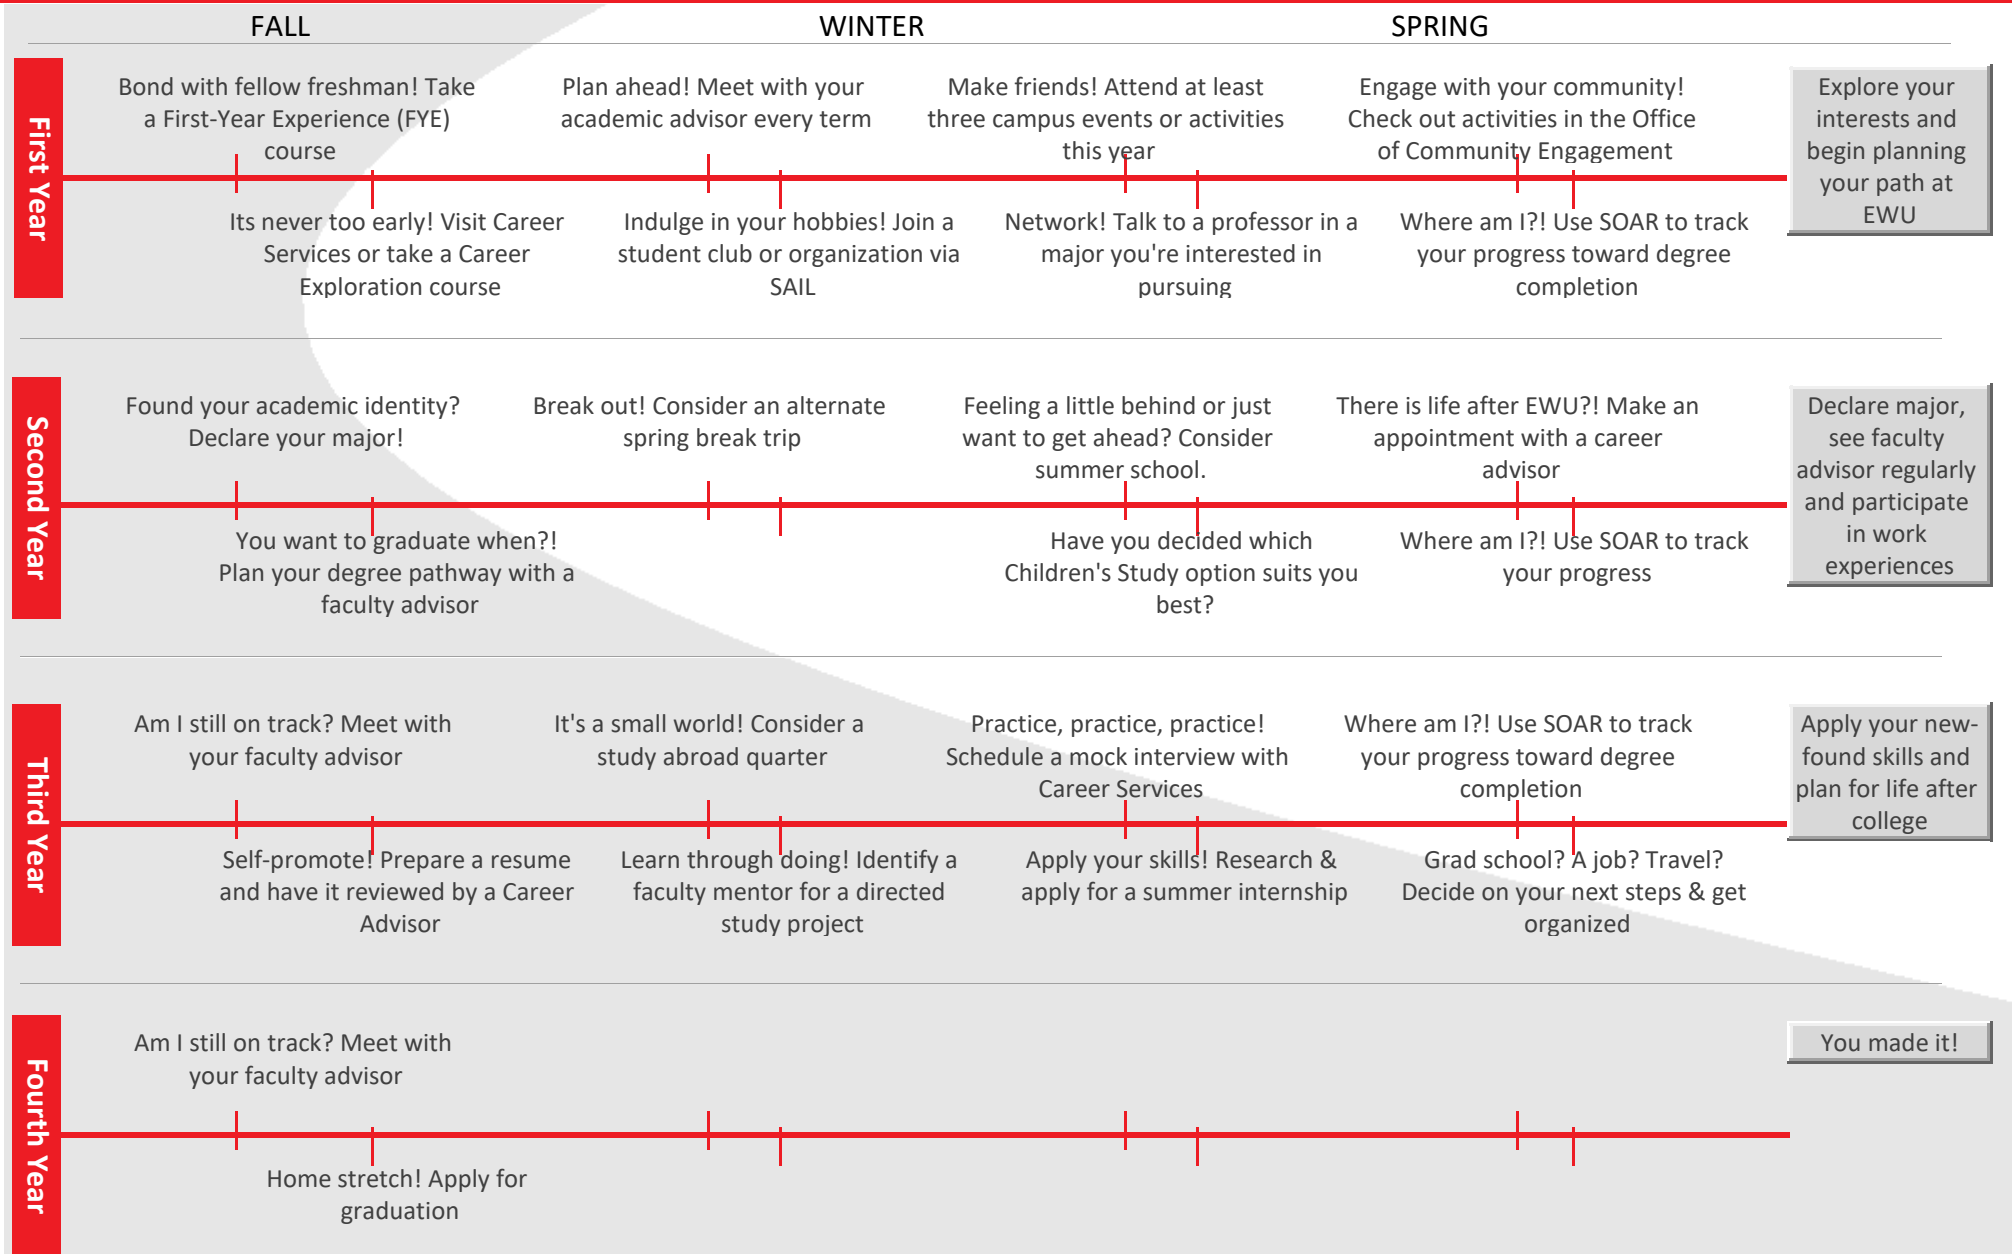 FALL
WINTER
SPRING
First Year
Bond with fellow freshman! Take
a First-Year Experience (FYE)
course
Plan ahead! Meet with your
academic advisor every term
Make friends! Attend at least
three campus events or activities
this year
Engage with your community!
Check out activities in the Office
of Community Engagement
Explore your
interests and
begin planning
your path at
EWU
Its never too early! Visit Career
Services or take a Career
Exploration course
Indulge in your hobbies! Join a
student club or organization via
SAIL
Network! Talk to a professor in a
major you're interested in
pursuing
Where am I?! Use SOAR to track
your progress toward degree
completion
Second Year
Found your academic identity?
Declare your major!
Break out! Consider an alternate
spring break trip
Feeling a little behind or just
want to get ahead? Consider
summer school.
There is life after EWU?! Make an
appointment with a career
advisor
Declare major,
see faculty
advisor regularly
and participate
in work
experiences
You want to graduate when?!
Plan your degree pathway with a
faculty advisor
Have you decided which
Children's Study option suits you
best?
Where am I?! Use SOAR to track
your progress
Third Year
Am I still on track? Meet with
your faculty advisor
It's a small world! Consider a
study abroad quarter
Practice, practice, practice!
Schedule a mock interview with
Career Services
Where am I?! Use SOAR to track
your progress toward degree
completion
Apply your new-
found skills and
plan for life after
college
Self-promote! Prepare a resume
and have it reviewed by a Career
Advisor
Learn through doing! Identify a
faculty mentor for a directed
study project
Apply your skills! Research &
apply for a summer internship
Grad school? A job? Travel?
Decide on your next steps & get
organized
Fourth Year
Am I still on track? Meet with
your faculty advisor
You made it!
Home stretch! Apply for
graduation